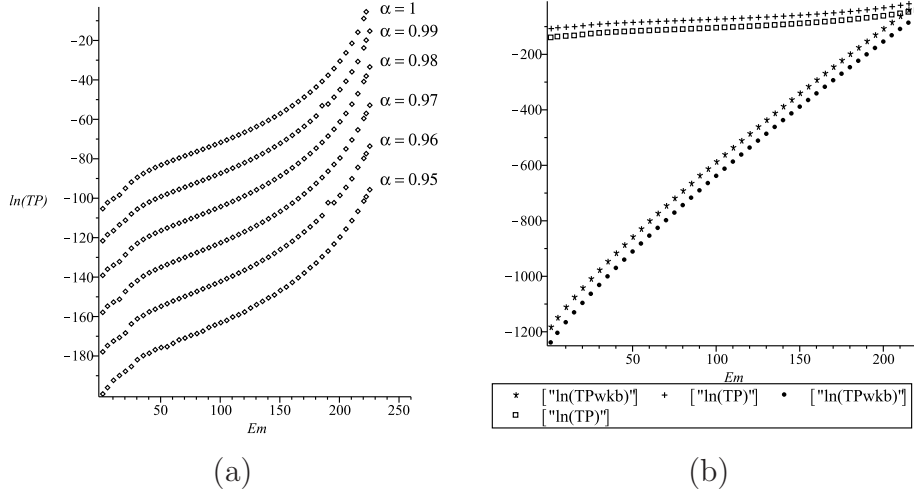 α = 1
α = 0.99
α = 0.98
α = 0.97
α = 0.96
α = 0.95
−20
−40
−60
−80
−100
−120
−140
−160
−180
ln(TP)
50 100 150 200 250
Em
−200
−400
−600
−800
−1000
−1200
50 100 150 200
Em
["ln(TPwkb)"] ["ln(TP)"] ["ln(TPwkb)"]
["ln(TP)"]
(a) (b)